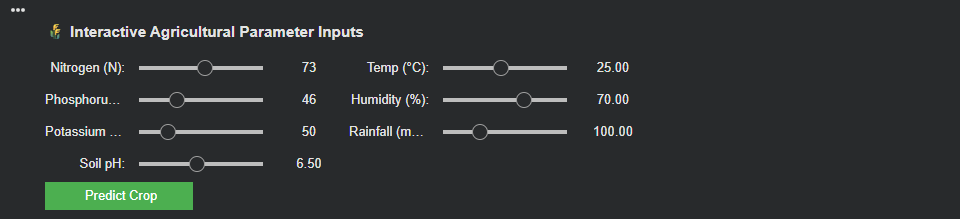 Interactive Agricultural Parameter Inputs
Nitrogen (N): 73 Temp (°C): 25.00
Phosphoru... 46 Humidity (%): 70.00
Potassium ... 50 Rainfall (m... 100.00
Soil pH: 6.50
Predict Crop